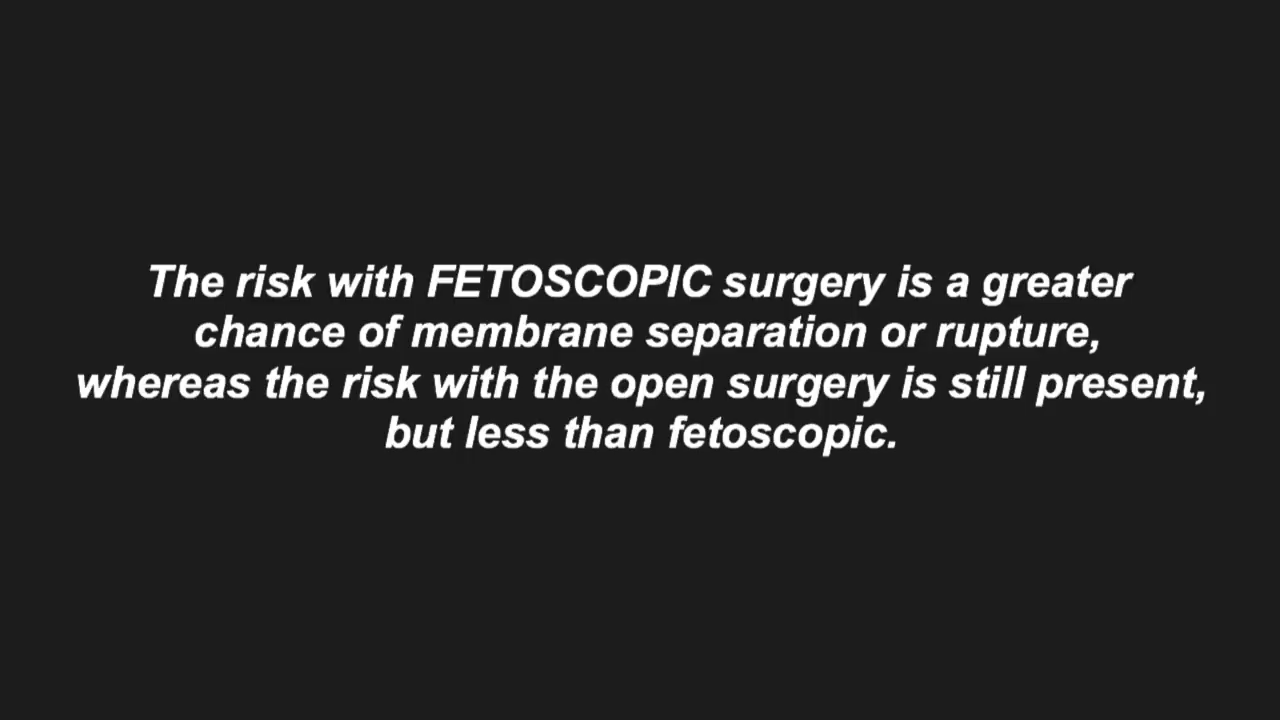 The risk with FETOSCOPIC surgery is a greater
chance of membrane separation or rupture,
whereas the risk with the open surgery is still present,
but less than fetoscopic.